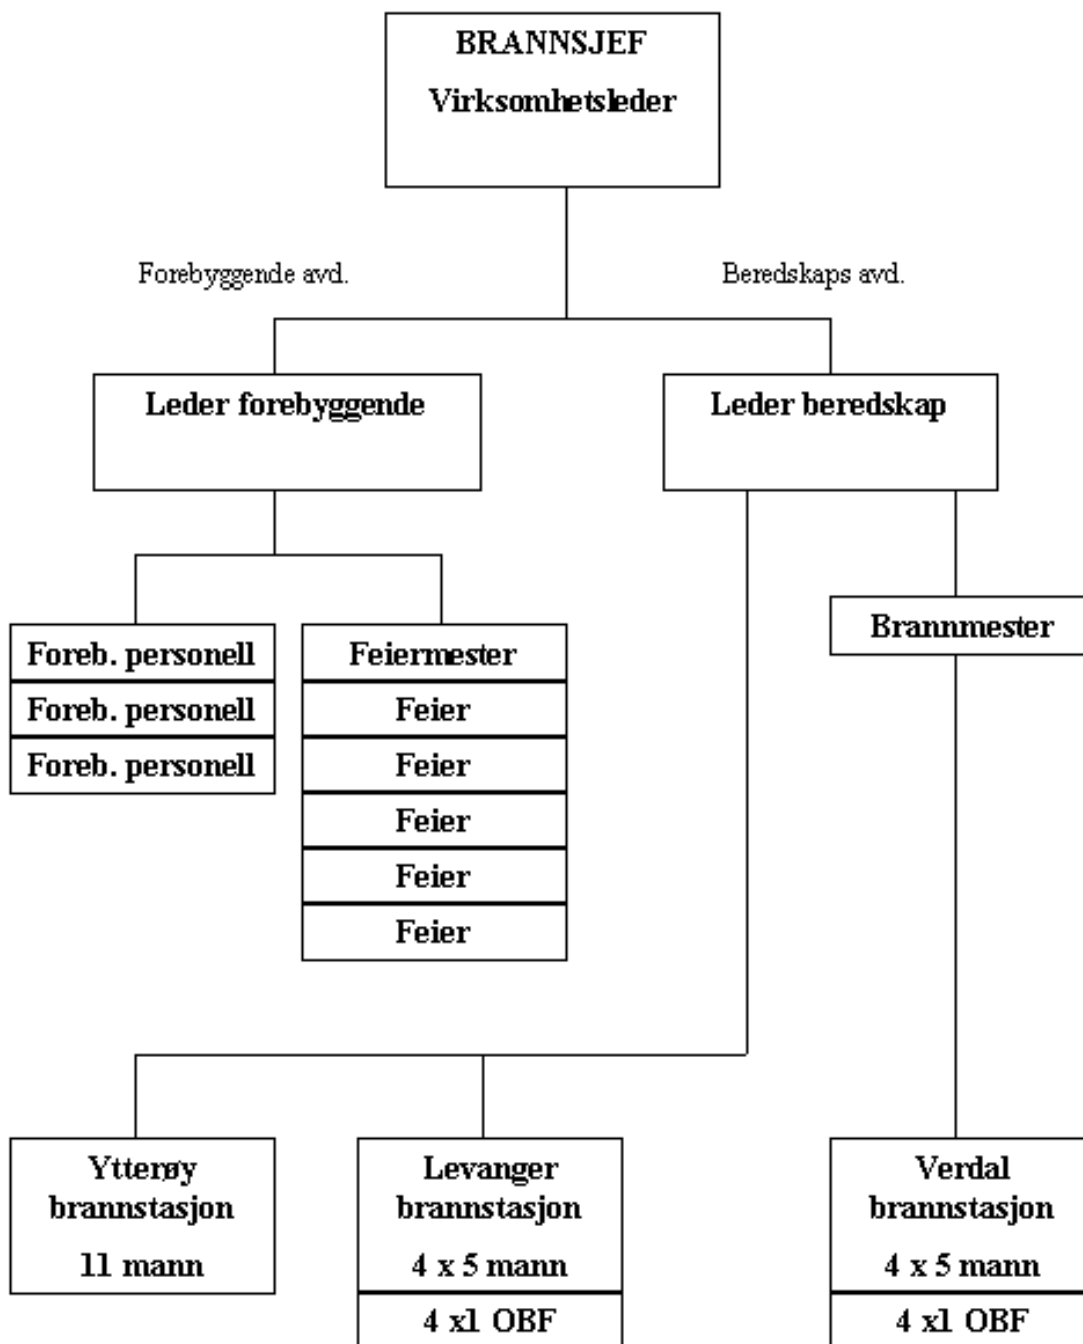 BRANNSJEF
Virksomhetsleder
Forebyggende avd.
Beredskaps avd.
Leder forebyggende
Leder beredskap
Brannmester
Foreb. personell
Foreb. personell
Foreb. personell
Feiermester
Feier
Feier
Feier
Feier
Feier
Ytterøy
brannstasjon
11 mann
Levanger
brannstasjon
4 x 5 mann
4 x1 OBF
Verdal
brannstasjon
4 x 5 mann
4 x1 OBF